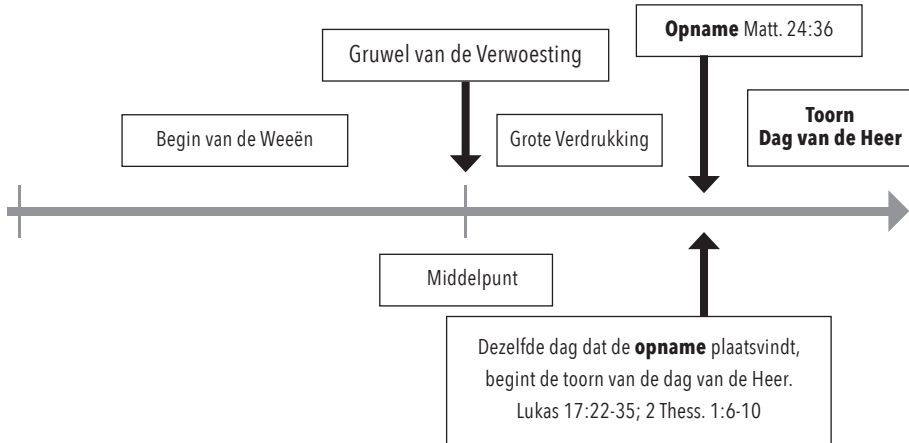 Opname Matt. 24:36
Gruwel van de Verwoesting
Begin van de Weeën
Grote Verdrukking
Toorn
Dag van de Heer
Middelpunt
Dezelfde dag dat de opname plaatsvindt,
begint de toorn van de dag van de Heer.
Lukas 17:22-35; 2 Thess. 1:6-10